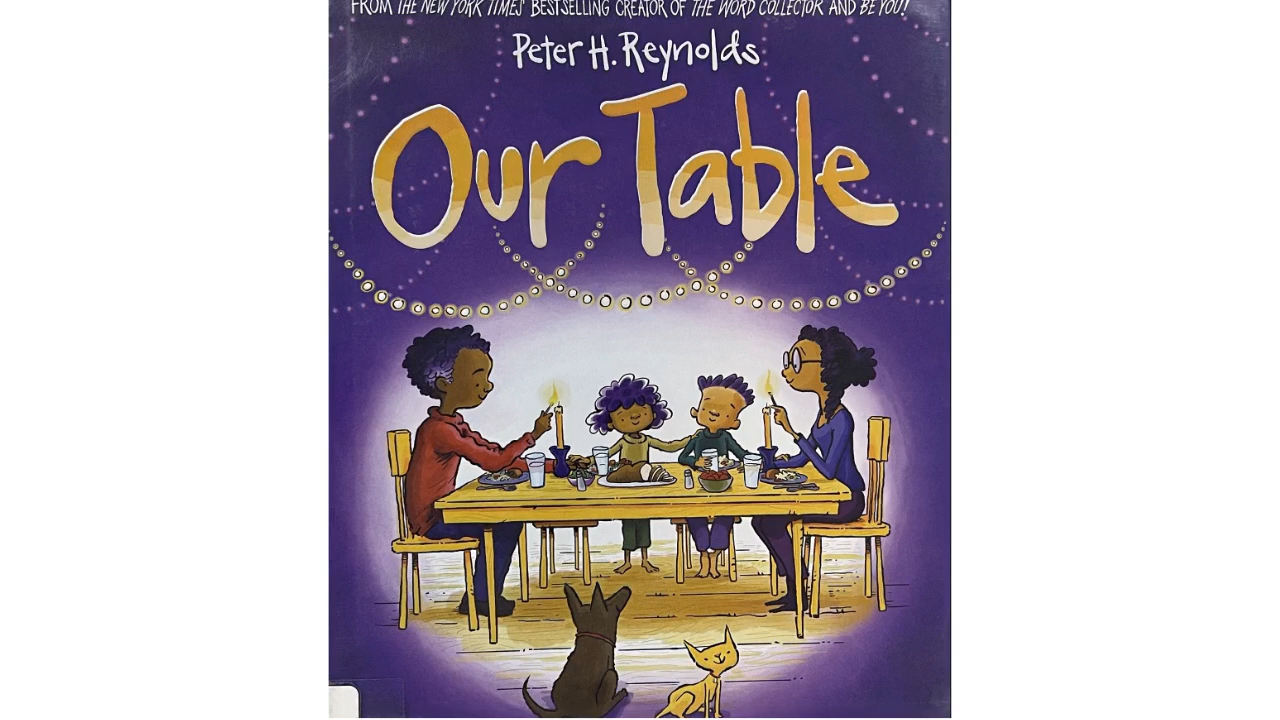 FROM THE NEW YORK TIMES BESTSELLING CREATOR OF THE WORD COLLECTOR AND BE YOU!
Peter H. Reynolds
Our Table